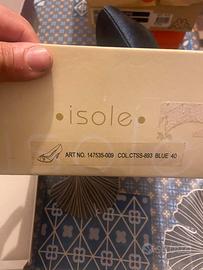 •isole•
ART NO. 147535-009 COL:CTSS-893 BLUE 40